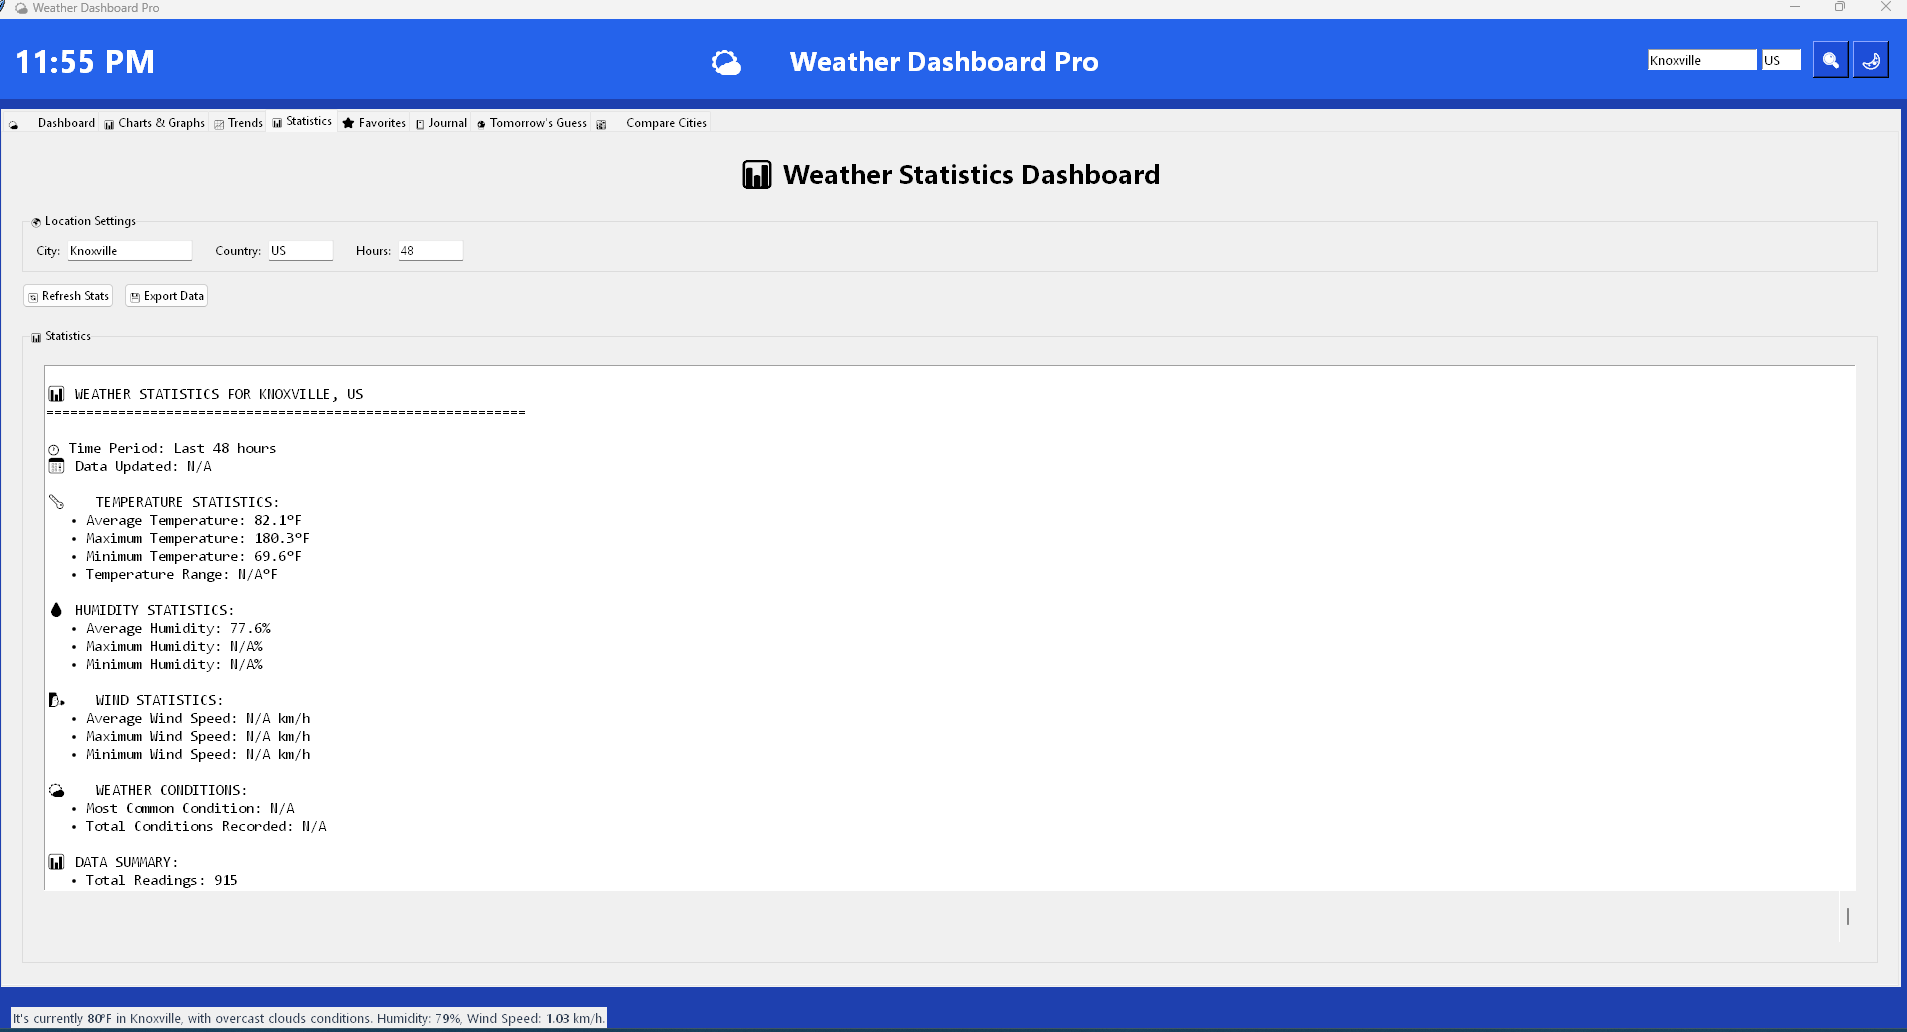 Weather Dashboard Pro
11:55 PM
Weather Dashboard Pro
Knoxville
US
Dashboard
Charts & Graphs
Trends
Statistics
Favorites
Journal
Tomorrow's Guess
Compare Cities
Weather Statistics Dashboard
Location Settings
City: Knoxville
Country: US
Hours: 48
Refresh Stats
Export Data
Statistics
WEATHER STATISTICS FOR KNOXVILLE, US
============================================================
Time Period: Last 48 hours
Data Updated: N/A
TEMPERATURE STATISTICS:
• Average Temperature: 82.1°F
• Maximum Temperature: 180.3°F
• Minimum Temperature: 69.6°F
• Temperature Range: N/A°F
HUMIDITY STATISTICS:
• Average Humidity: 77.6%
• Maximum Humidity: N/A%
• Minimum Humidity: N/A%
WIND STATISTICS:
• Average Wind Speed: N/A km/h
• Maximum Wind Speed: N/A km/h
• Minimum Wind Speed: N/A km/h
WEATHER CONDITIONS:
• Most Common Condition: N/A
• Total Conditions Recorded: N/A
DATA SUMMARY:
• Total Readings: 915
It's currently 80°F in Knoxville, with overcast clouds conditions. Humidity: 79%, Wind Speed: 1.03 km/h.